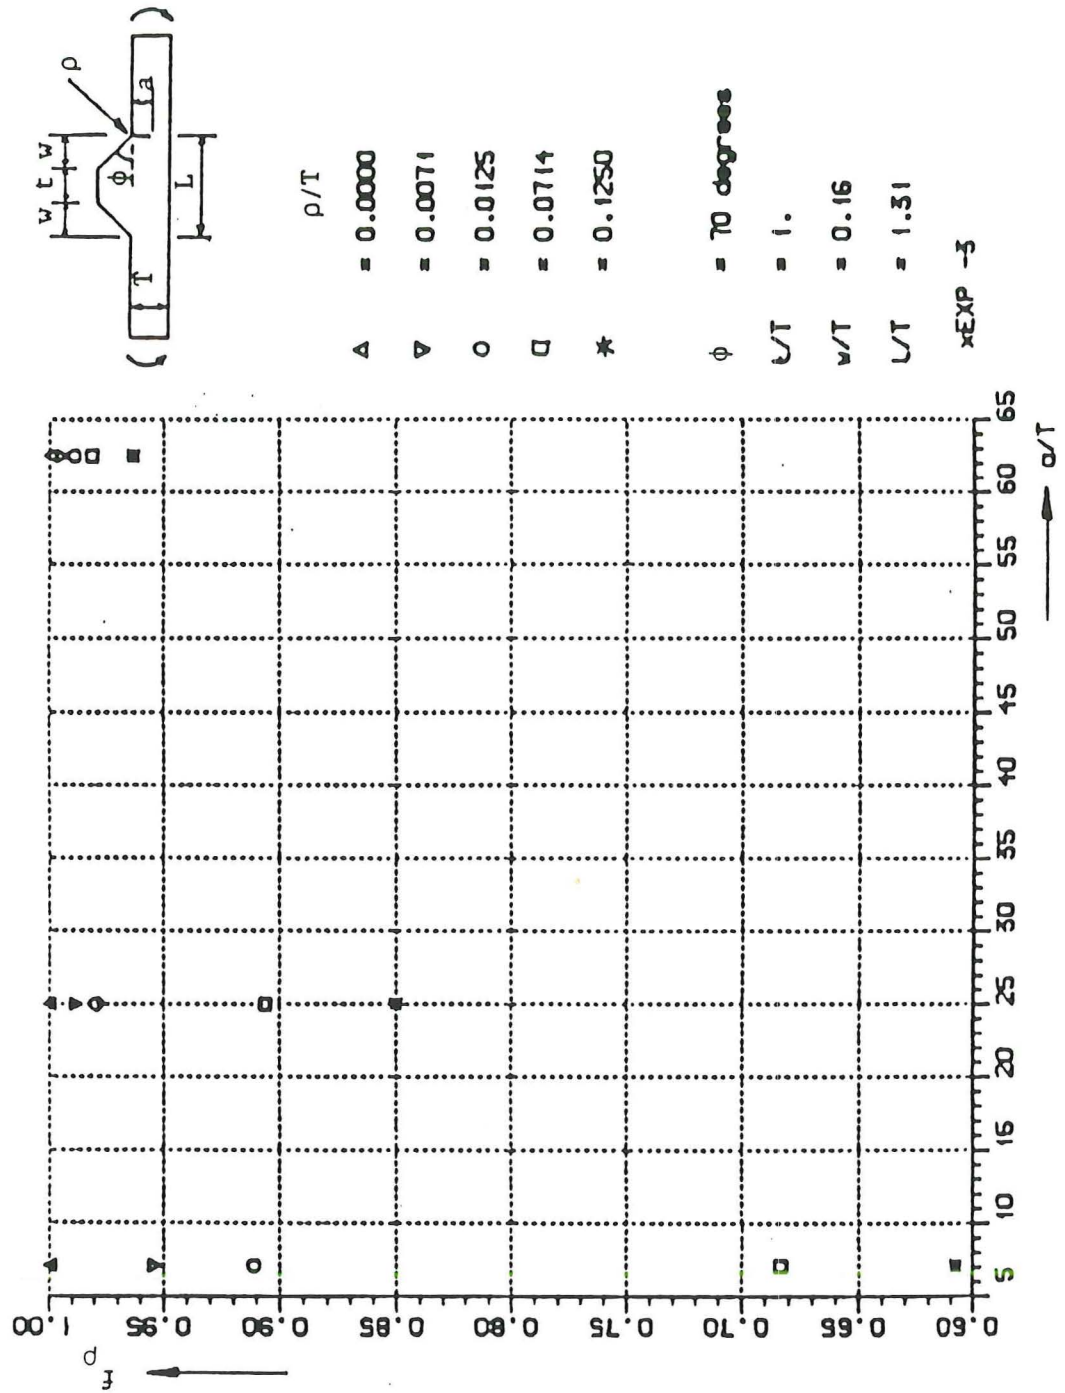 w t w
ρ
T
ϕ
a
L
ρ/T
△ = 0.0000
▽ = 0.0071
○ = 0.0125
□ = 0.0714
* = 0.1250
ϕ = 70 degrees
t/T = 1.
w/T = 0.16
L/T = 1.31
xEXP -3
f ρ
1.00
0.95
0.90
0.85
0.80
0.75
0.70
0.65
0.60
5 10 15 20 25 30 35 40 45 50 55 60 65
a/T